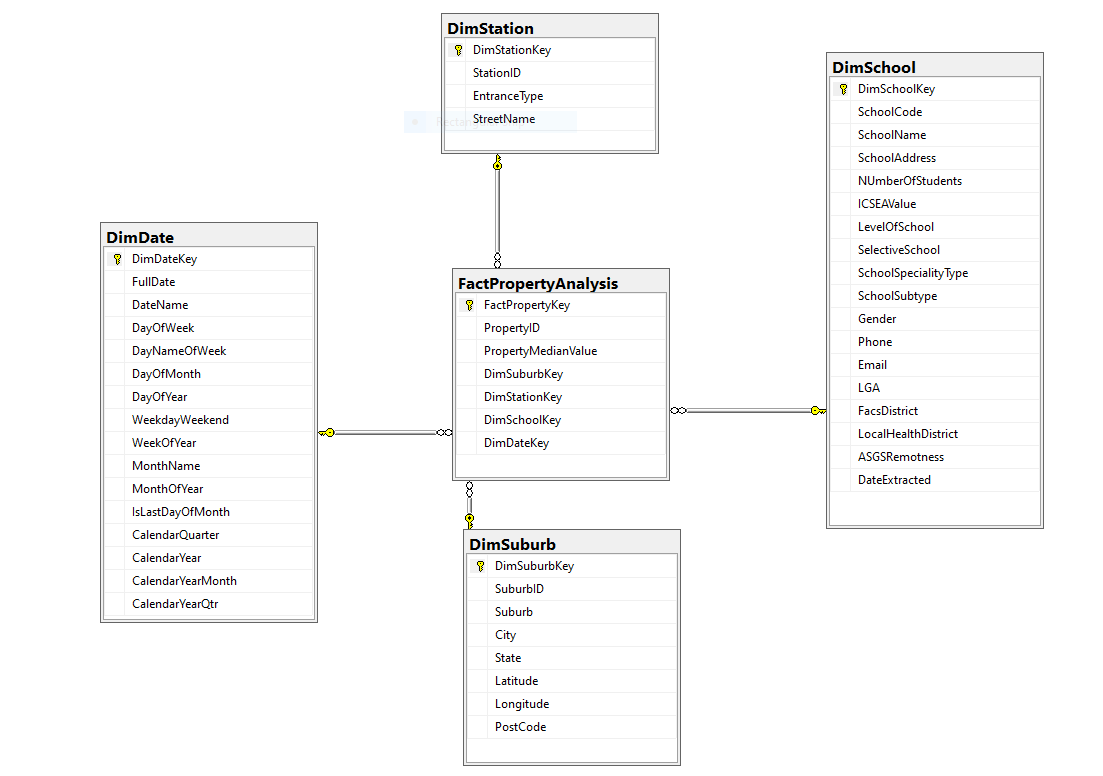 DimStation
DimStationKey
StationID
EntranceType
StreetName
DimSchool
DimSchoolKey
SchoolCode
SchoolName
SchoolAddress
NUmberOfStudents
ICSEAValue
LevelOfSchool
SelectiveSchool
SchoolSpecialityType
SchoolSubtype
Gender
Phone
Email
LGA
FacsDistrict
LocalHealthDistrict
ASGSRemotness
DateExtracted
DimDate
DimDateKey
FullDate
DateName
DayOfWeek
DayNameOfWeek
DayOfMonth
DayOfYear
WeekdayWeekend
WeekOfYear
MonthName
MonthOfYear
IsLastDayOfMonth
CalendarQuarter
CalendarYear
CalendarYearMonth
CalendarYearQtr
FactPropertyAnalysis
FactPropertyKey
PropertyID
PropertyMedianValue
DimSuburbKey
DimStationKey
DimSchoolKey
DimDateKey
DimSuburb
DimSuburbKey
SuburbID
Suburb
City
State
Latitude
Longitude
PostCode